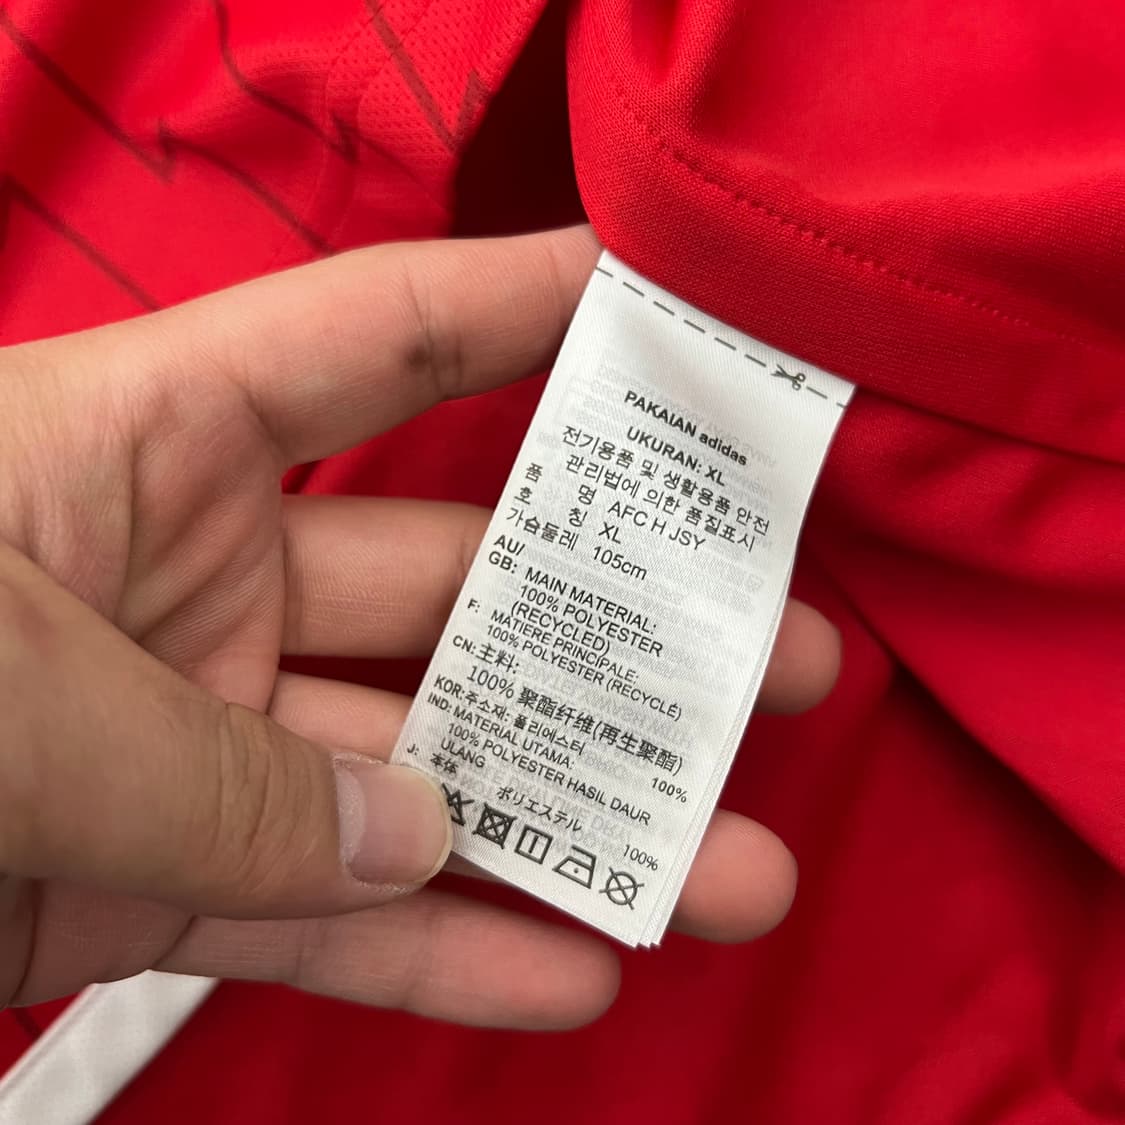 PAKAIAN adidas
UKURAN: XL
전기용품 및 생활용품 안전
관리법에 의한 품질표시
품 명 AFC H JSY
호 칭 XL
가슴둘레 105cm
AU/
GB: MAIN MATERIAL:
100% POLYESTER
(RECYCLED)
F: MATIÈRE PRINCIPALE:
100% POLYESTER (RECYCLÉ)
CN: 主料:
100% 聚酯纤维(再生聚酯)
KOR: 주소재: 폴리에스터 100%
IND: MATERIAL UTAMA:
100% POLYESTER HASIL DAUR
ULANG
J: 本体
ポリエステル 100%